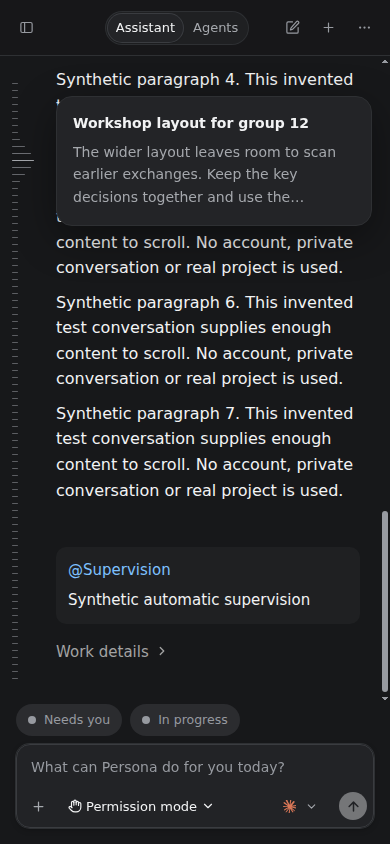 Assistant
Agents
Synthetic paragraph 4. This invented
Workshop layout for group 12
The wider layout leaves room to scan
earlier exchanges. Keep the key
decisions together and use the…
content to scroll. No account, private
conversation or real project is used.
Synthetic paragraph 6. This invented
test conversation supplies enough
content to scroll. No account, private
conversation or real project is used.
Synthetic paragraph 7. This invented
test conversation supplies enough
content to scroll. No account, private
conversation or real project is used.
@Supervision
Synthetic automatic supervision
Work details
Needs you
In progress
What can Persona do for you today?
Permission mode